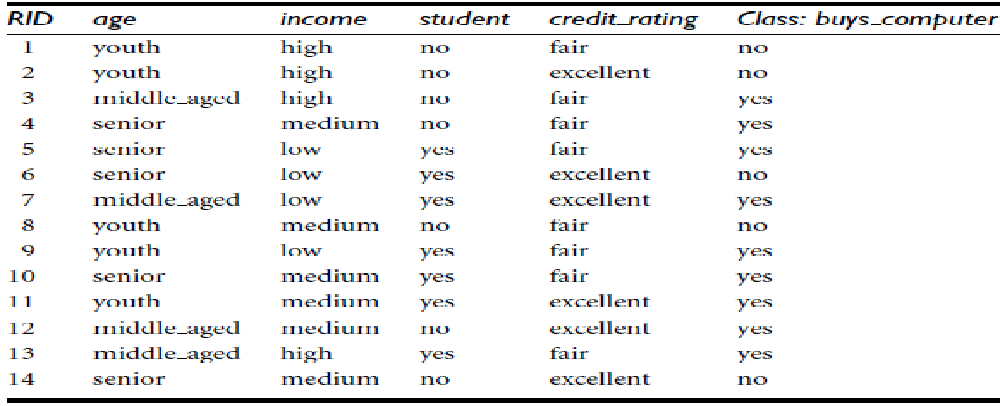 RID age income student credit_rating Class: buys_computer
1 youth high no fair no
2 youth high no excellent no
3 middle_aged high no fair yes
4 senior medium no fair yes
5 senior low yes fair yes
6 senior low yes excellent no
7 middle_aged low yes excellent yes
8 youth medium no fair no
9 youth low yes fair yes
10 senior medium yes fair yes
11 youth medium yes excellent yes
12 middle_aged medium no excellent yes
13 middle_aged high yes fair yes
14 senior medium no excellent no